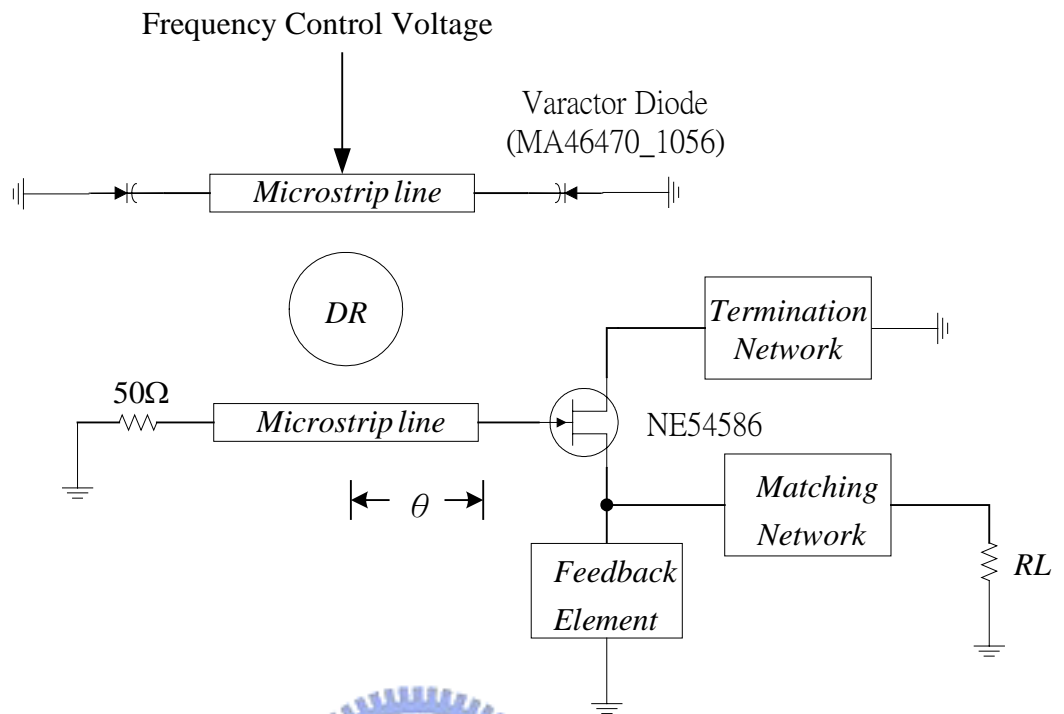 Frequency Control Voltage
Varactor Diode
(MA46470_1056)
Microstrip line
DR
Termination
Network
50Ω
Microstrip line
NE54586
θ
Matching
Network
RL
Feedback
Element